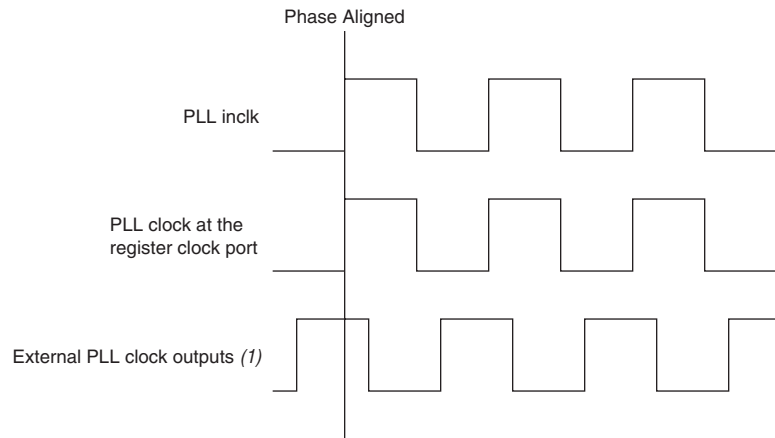 Phase Aligned
PLL inclk
PLL clock at the
register clock port
External PLL clock outputs (1)